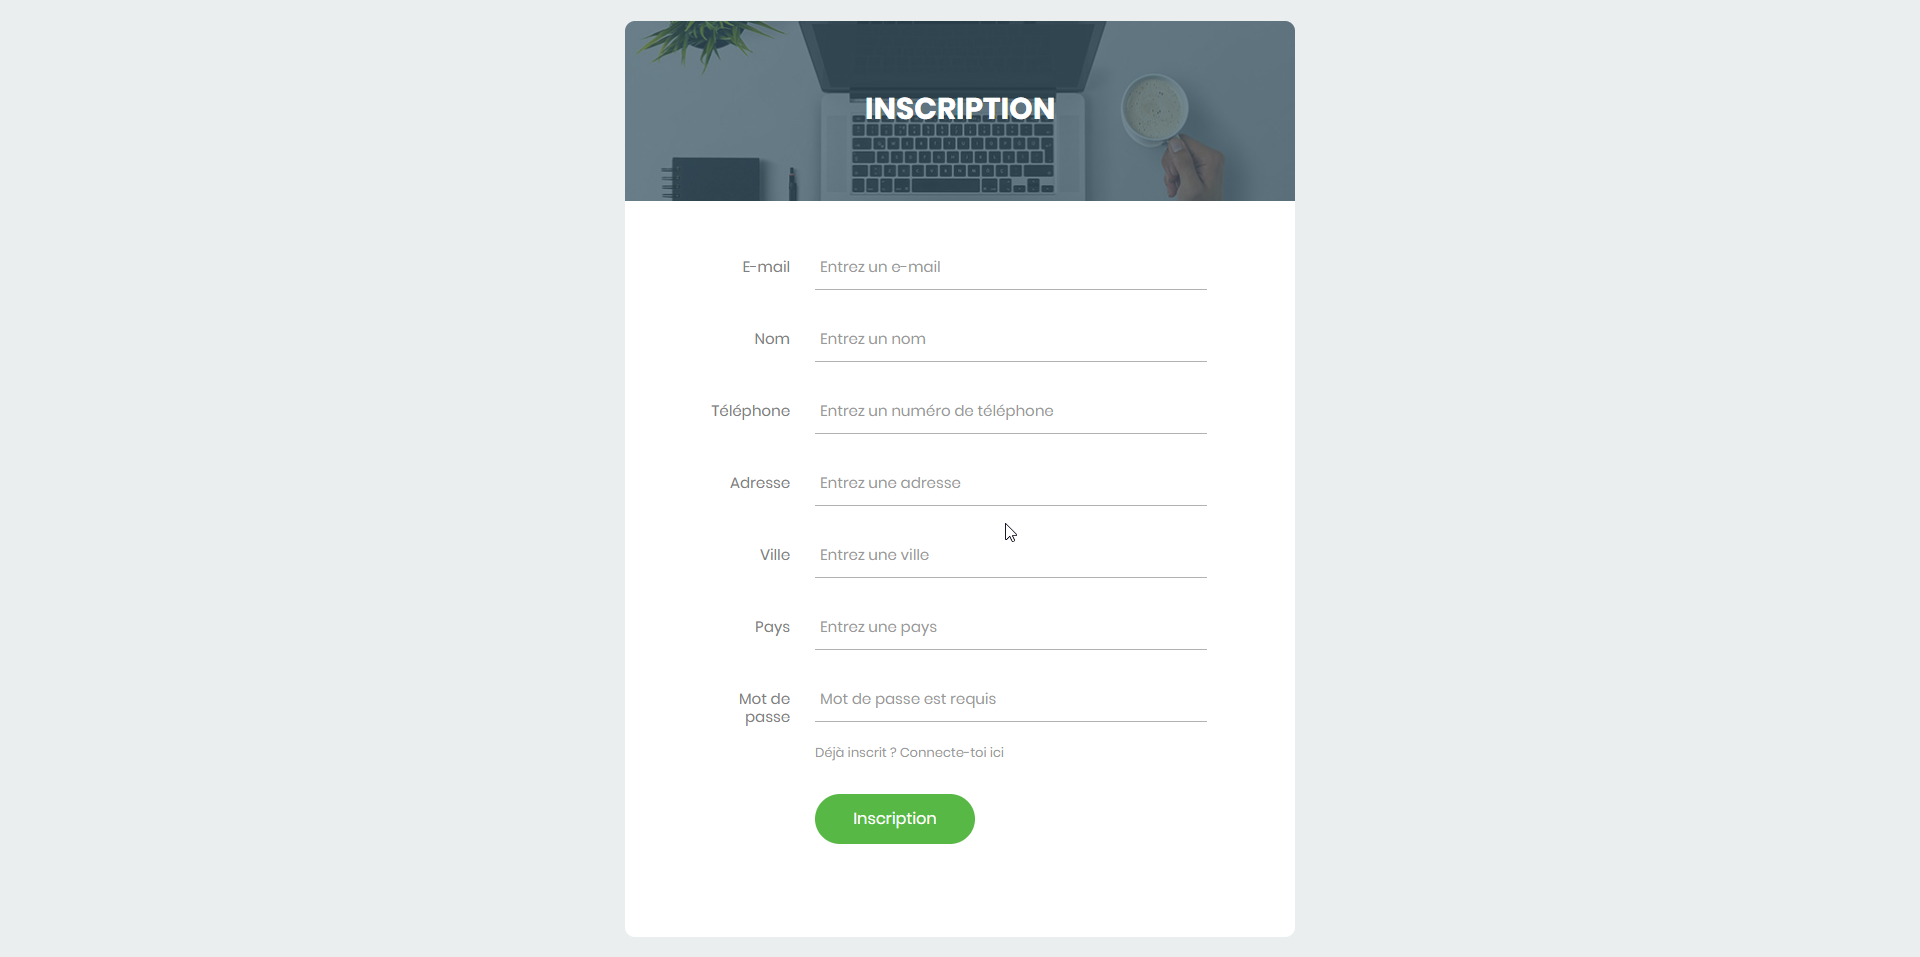 INSCRIPTION
E-mail
Entrez un e-mail
Nom
Entrez un nom
Téléphone
Entrez un numéro de téléphone
Adresse
Entrez une adresse
Ville
Entrez une ville
Pays
Entrez une pays
Mot de
passe
Mot de passe est requis
Déjà inscrit ? Connecte-toi ici
Inscription